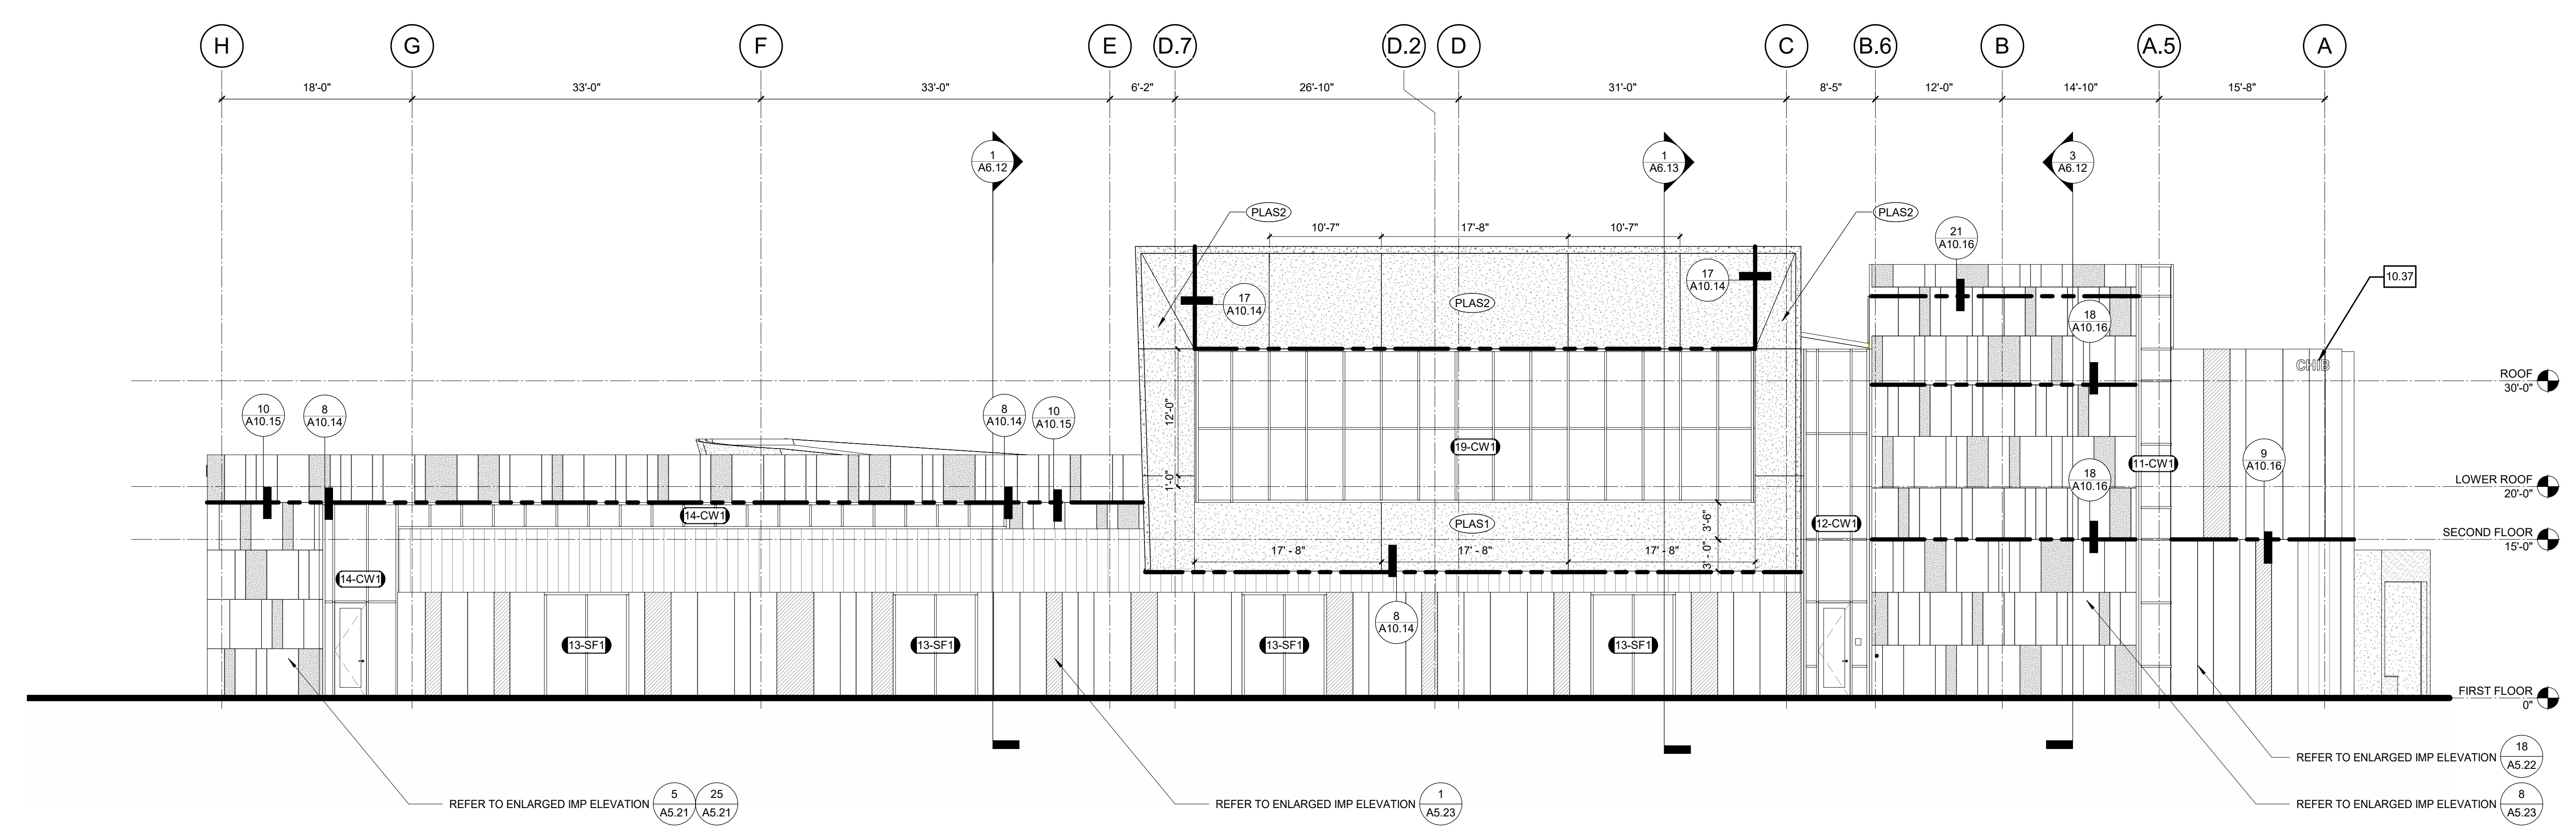 H G F E D.7 D.2 D C B.6 B A.5 A
18'-0" 33'-0" 33'-0" 6'-2" 26'-10" 31'-0" 8'-5" 12'-0" 14'-10" 15'-8"
1
A6.12
1
A6.13
3
A6.12
PLAS2
PLAS2
10'-7" 17'-8" 10'-7"
21
A10.16
17
A10.14
17
A10.14
PLAS2
10.37
18
A10.16
CHIB
ROOF
30'-0"
10
A10.15
8
A10.14
8
A10.14
10
A10.15
12'-0"
1'-0"
19-CW1
11-CW1
9
A10.16
18
A10.16
LOWER ROOF
20'-0"
14-CW1
PLAS1
3'-6"
12-CW1
SECOND FLOOR
15'-0"
17' - 8" 17' - 8" 17' - 8"
3' - 0"
14-CW1
8
A10.14
13-SF1 13-SF1 13-SF1 13-SF1
FIRST FLOOR
0"
REFER TO ENLARGED IMP ELEVATION
18
A5.22
REFER TO ENLARGED IMP ELEVATION
5
A5.21
25
A5.21
REFER TO ENLARGED IMP ELEVATION
1
A5.23
REFER TO ENLARGED IMP ELEVATION
8
A5.23